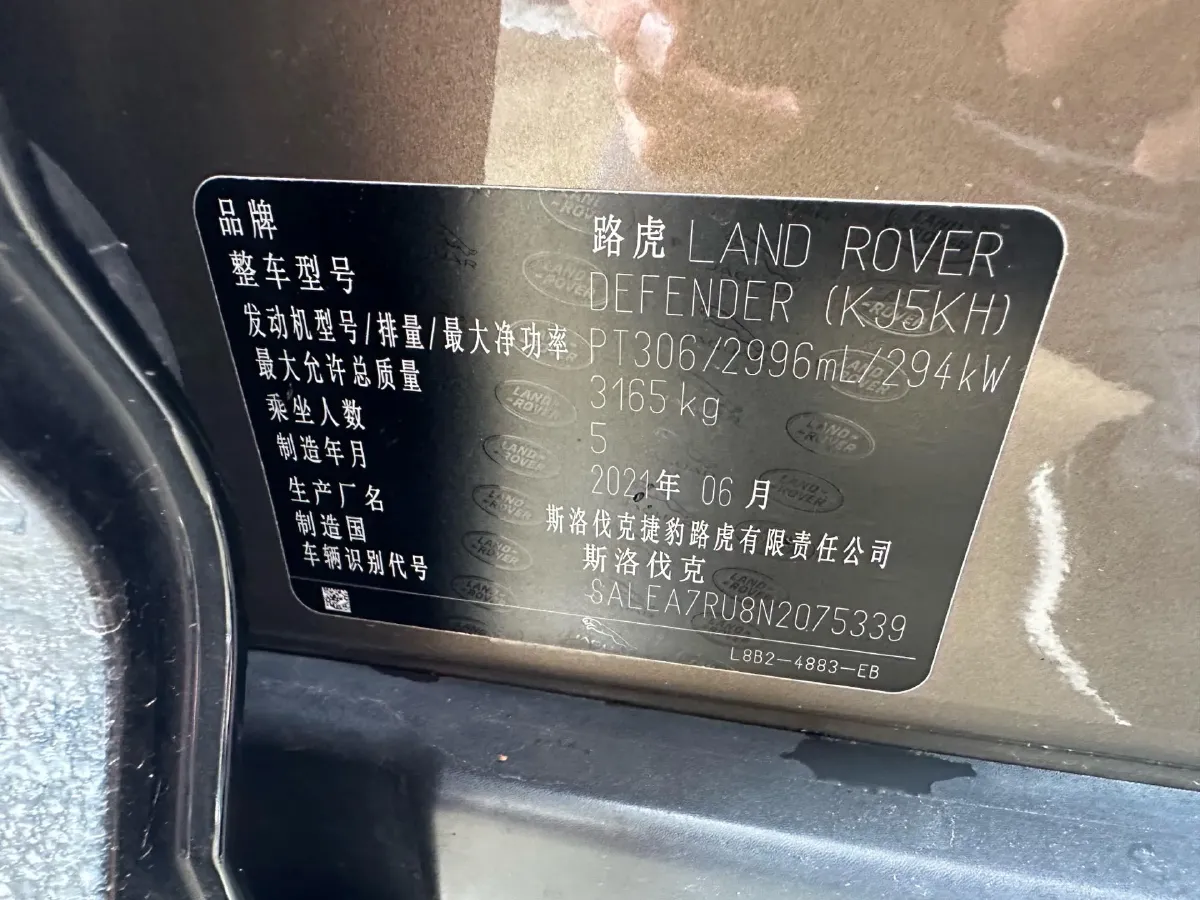 品牌 路虎 LAND ROVER
整车型号 DEFENDER (KJ5KH)
发动机型号/排量/最大净功率 PT306/2996mL/294kW
最大允许总质量 3165kg
乘坐人数 5
制造年月 2021年 06月
生产厂名 斯洛伐克捷豹路虎有限责任公司
制造国 斯洛伐克
车辆识别代号 SALEA7RU8N2075339
L8B2-4883-EB